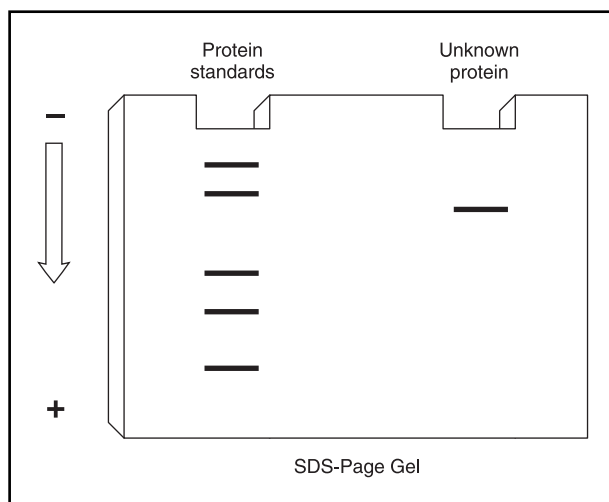 Protein
standards
Unknown
protein
−
+
SDS-Page Gel